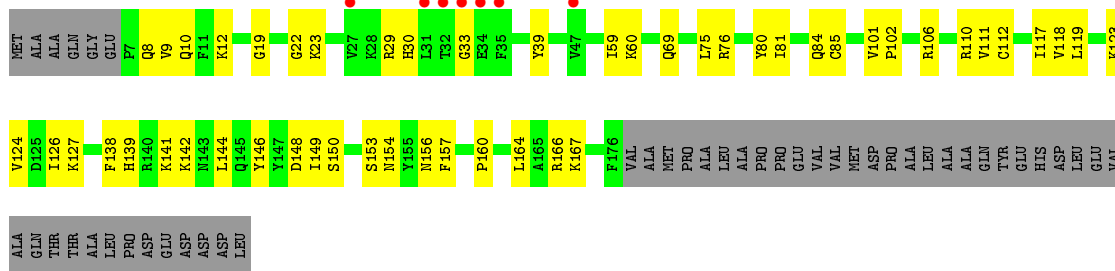 MET ALA ALA GLN GLY GLU P7 Q8 V9 Q10 F11 K12 G19 G22 K23 V27 K28 R29 H30 L31 T32 G33 E34 F35 Y39 V47 I59 K60 Q69 L75 R76 Y80 I81 Q84 C85 V101 P102 R106 R110 V111 C112 I117 V118 L119 K123
V124 D125 I126 K127 F138 H139 R140 K141 K142 N143 L144 Q145 Y146 Y147 D148 I149 S150 S153 N154 Y155 N156 F157 P160 L164 A165 R166 K167 F176 VAL ALA MET PRO ALA LEU ALA PRO PRO GLU VAL VAL MET ASP PRO ALA LEU ALA ALA GLN TYR GLU HIS ASP LEU GLU VAL
ALA GLN THR THR ALA LEU PRO ASP GLU ASP ASP ASP LEU